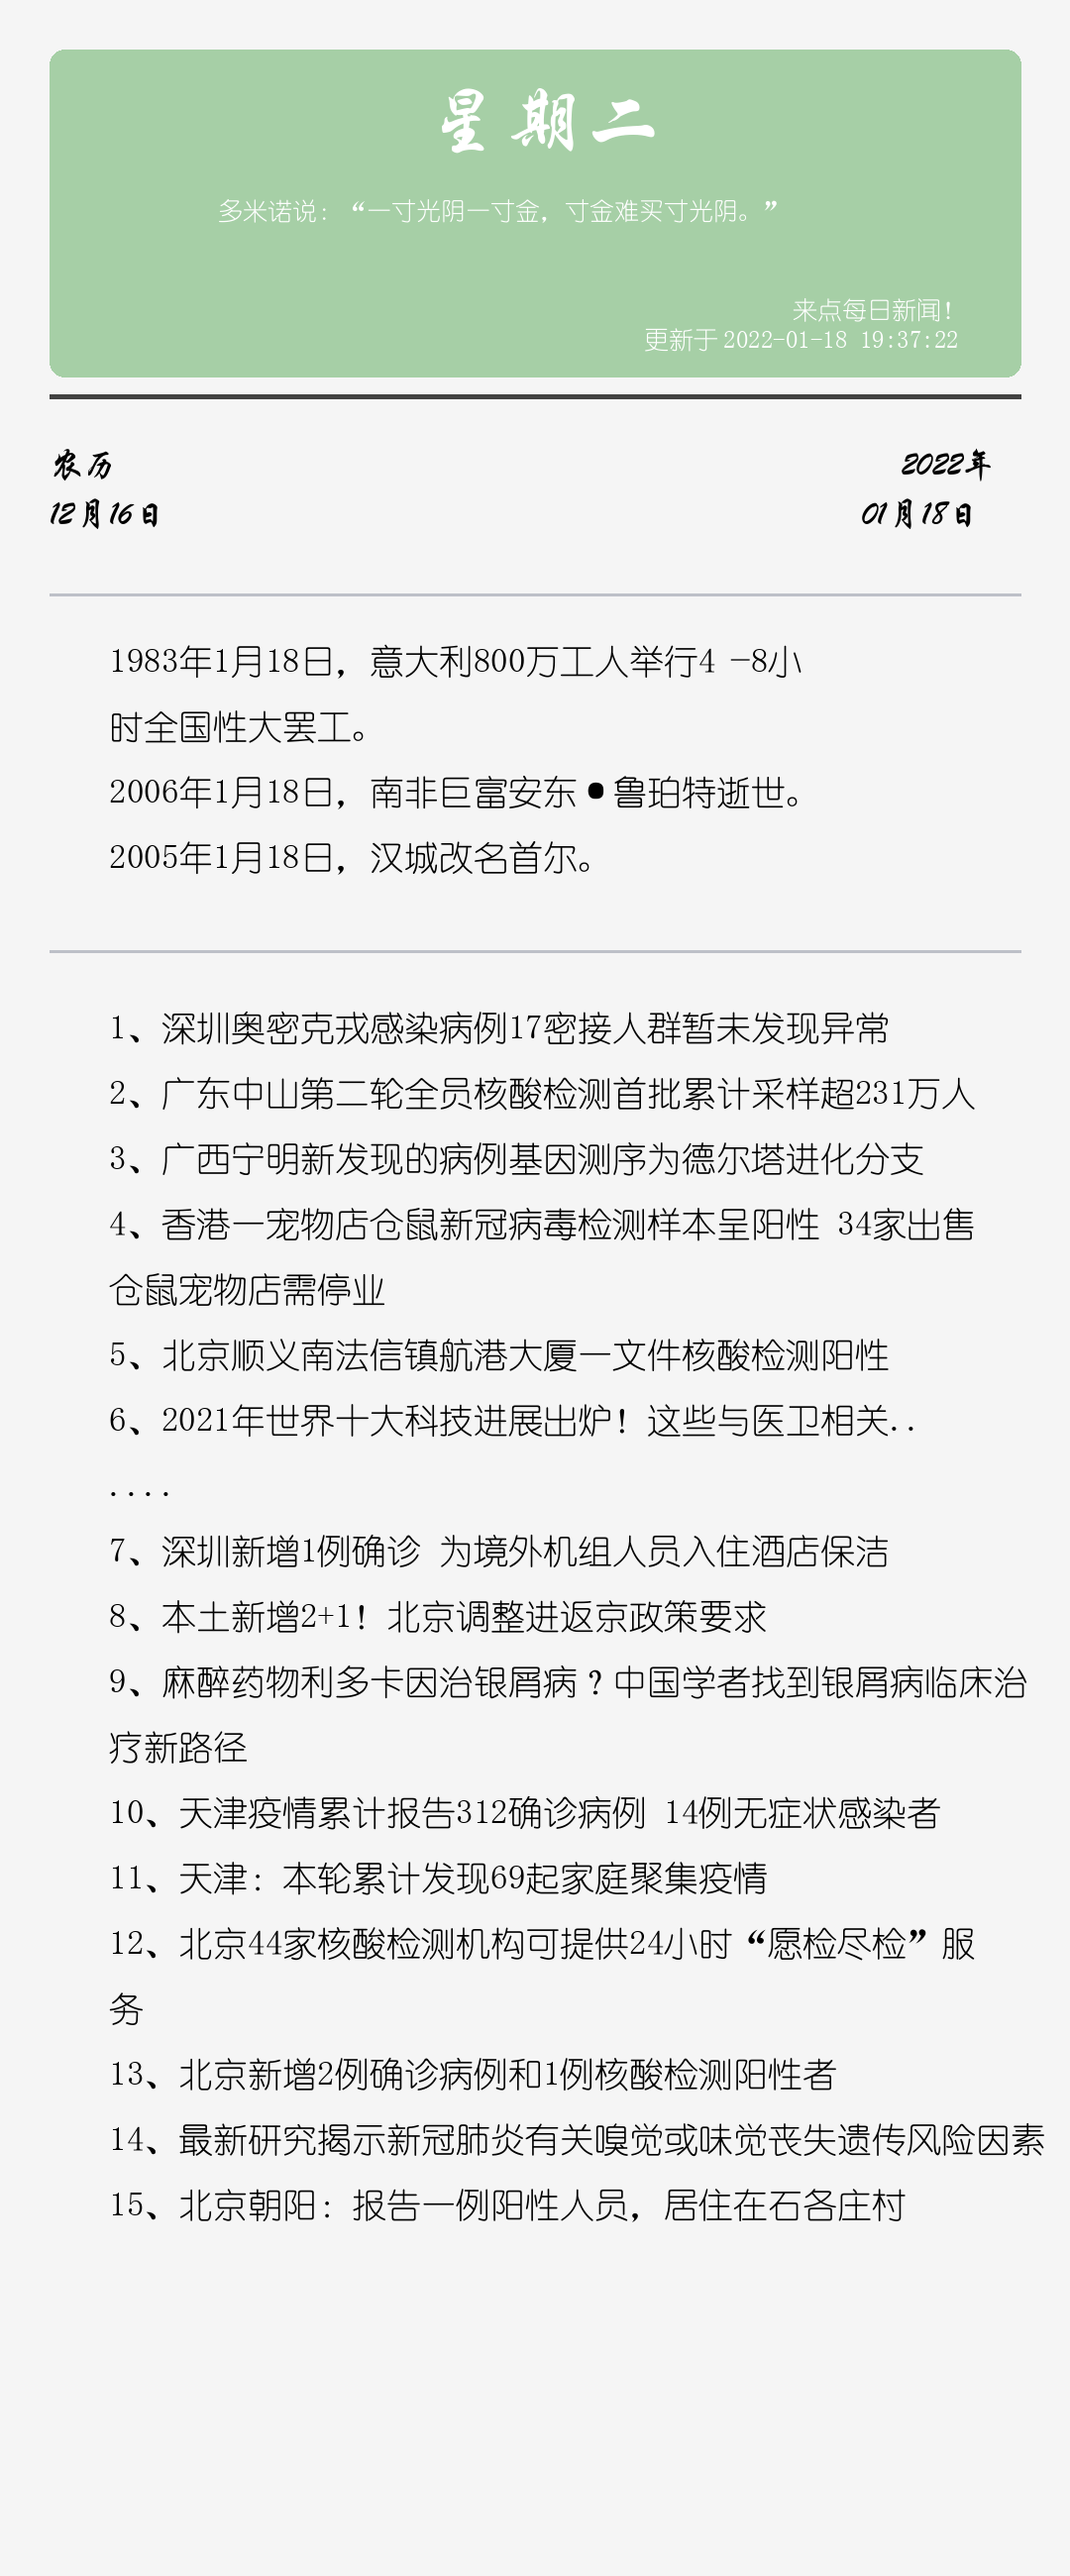 星期二
多米诺说：“一寸光阴一寸金，寸金难买寸光阴。”
来点每日新闻！
更新于2022-01-18 19:37:22
农历
2022年
12月16日
01月18日
1983年1月18日，意大利800万工人举行4 -8小
时全国性大罢工。
2006年1月18日，南非巨富安东•鲁珀特逝世。
2005年1月18日，汉城改名首尔。
1、深圳奥密克戎感染病例17密接人群暂未发现异常
2、广东中山第二轮全员核酸检测首批累计采样超231万人
3、广西宁明新发现的病例基因测序为德尔塔进化分支
4、香港一宠物店仓鼠新冠病毒检测样本呈阳性 34家出售
仓鼠宠物店需停业
5、北京顺义南法信镇航港大厦一文件核酸检测阳性
6、2021年世界十大科技进展出炉！这些与医卫相关..
....
7、深圳新增1例确诊 为境外机组人员入住酒店保洁
8、本土新增2+1！北京调整进返京政策要求
9、麻醉药物利多卡因治银屑病？中国学者找到银屑病临床治
疗新路径
10、天津疫情累计报告312确诊病例 14例无症状感染者
11、天津：本轮累计发现69起家庭聚集疫情
12、北京44家核酸检测机构可提供24小时“愿检尽检”服
务
13、北京新增2例确诊病例和1例核酸检测阳性者
14、最新研究揭示新冠肺炎有关嗅觉或味觉丧失遗传风险因素
15、北京朝阳：报告一例阳性人员，居住在石各庄村